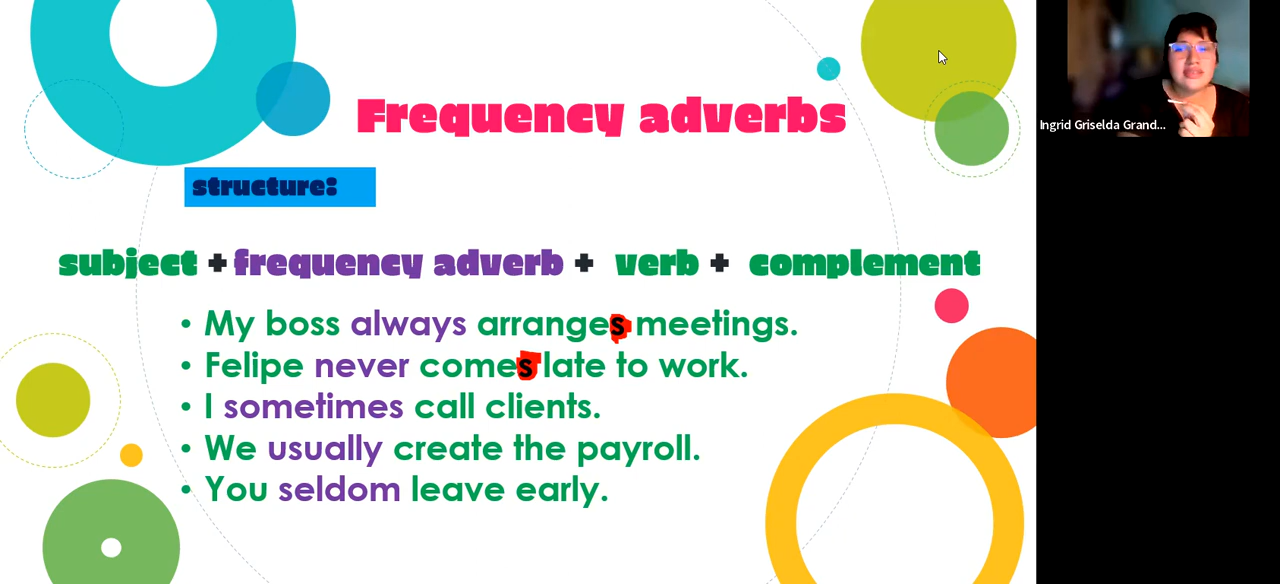 Frequency adverbs
structure:
subject + frequency adverb + verb + complement
• My boss always arranges meetings.
• Felipe never comes late to work.
• I sometimes call clients.
• We usually create the payroll.
• You seldom leave early.
Ingrid Griselda Grand...